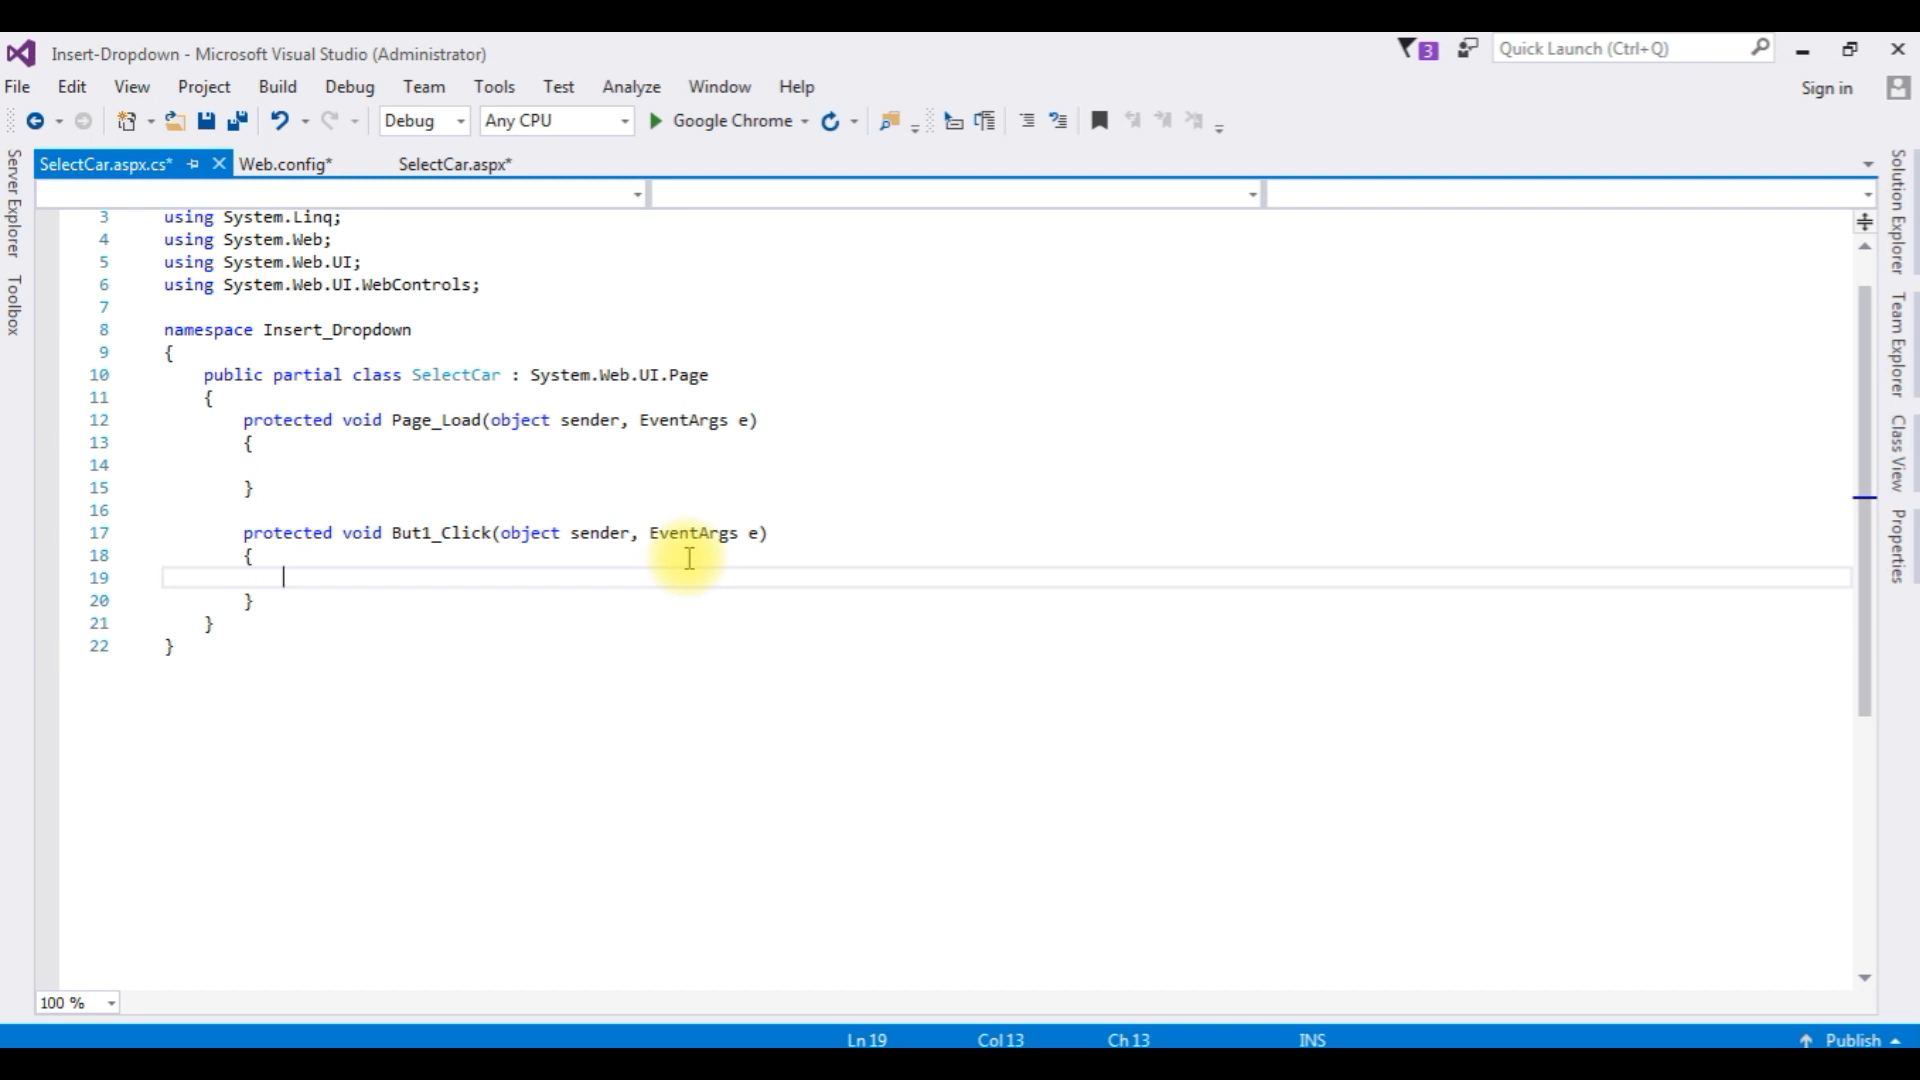 Insert-Dropdown - Microsoft Visual Studio (Administrator)
3
Quick Launch (Ctrl+Q)
File Edit View Project Build Debug Team Tools Test Analyze Window Help
Sign in
Debug Any CPU Google Chrome
SelectCar.aspx.cs* Web.config* SelectCar.aspx*
Server Explorer
Toolbox
3 using System.Linq;
4 using System.Web;
5 using System.Web.UI;
6 using System.Web.UI.WebControls;
7
8 namespace Insert_Dropdown
9 {
10 public partial class SelectCar : System.Web.UI.Page
11 {
12 protected void Page_Load(object sender, EventArgs e)
13 {
14
15 }
16
17 protected void But1_Click(object sender, EventArgs e)
18 {
19
20 }
21 }
22 }
Solution Explorer
Team Explorer
Class View
Properties
100 %
Ln 19 Col 13 Ch 13 INS Publish